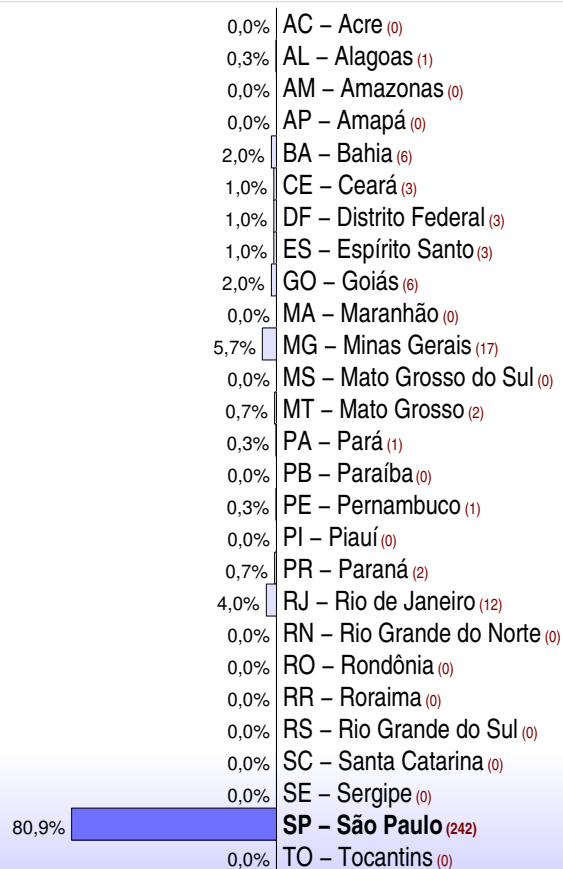 0,0% AC – Acre (0)
0,3% AL – Alagoas (1)
0,0% AM – Amazonas (0)
0,0% AP – Amapá (0)
2,0% BA – Bahia (6)
1,0% CE – Ceará (3)
1,0% DF – Distrito Federal (3)
1,0% ES – Espírito Santo (3)
2,0% GO – Goiás (6)
0,0% MA – Maranhão (0)
5,7% MG – Minas Gerais (17)
0,0% MS – Mato Grosso do Sul (0)
0,7% MT – Mato Grosso (2)
0,3% PA – Pará (1)
0,0% PB – Paraíba (0)
0,3% PE – Pernambuco (1)
0,0% PI – Piauí (0)
0,7% PR – Paraná (2)
4,0% RJ – Rio de Janeiro (12)
0,0% RN – Rio Grande do Norte (0)
0,0% RO – Rondônia (0)
0,0% RR – Roraima (0)
0,0% RS – Rio Grande do Sul (0)
0,0% SC – Santa Catarina (0)
0,0% SE – Sergipe (0)
80,9% SP – São Paulo (242)
0,0% TO – Tocantins (0)